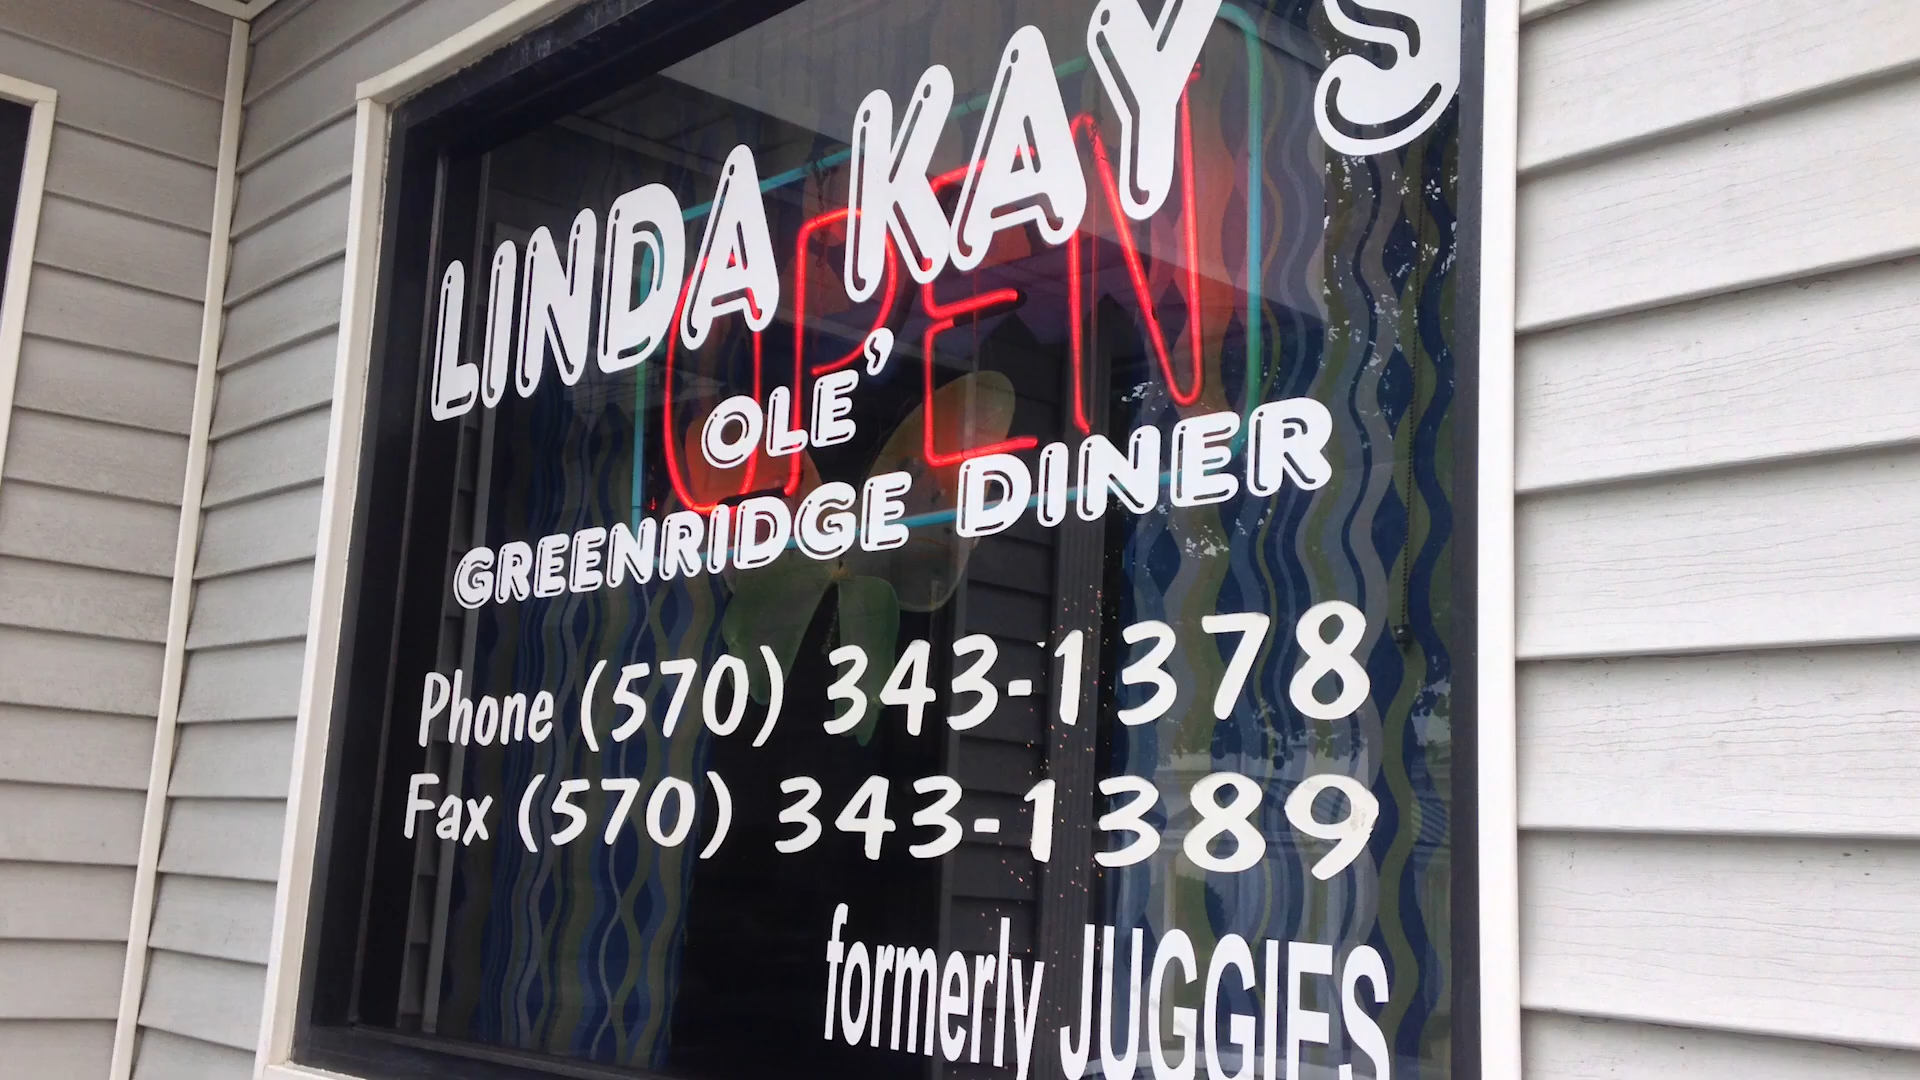 LINDA KAY'S
OLE'
GREENRIDGE DINER
OPEN
Phone (570) 343-1378
Fax (570) 343-1389
formerly JUGGIES